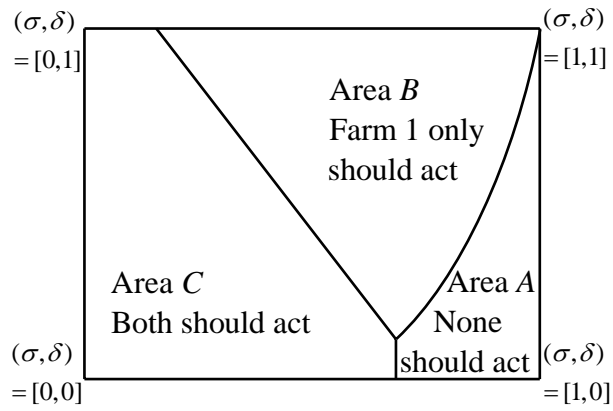 (σ,δ)
= [0,1]
(σ,δ)
= [1,1]
Area B
Farm 1 only
should act
Area C
Both should act
Area A
None
should act
(σ,δ)
= [0,0]
(σ,δ)
= [1,0]